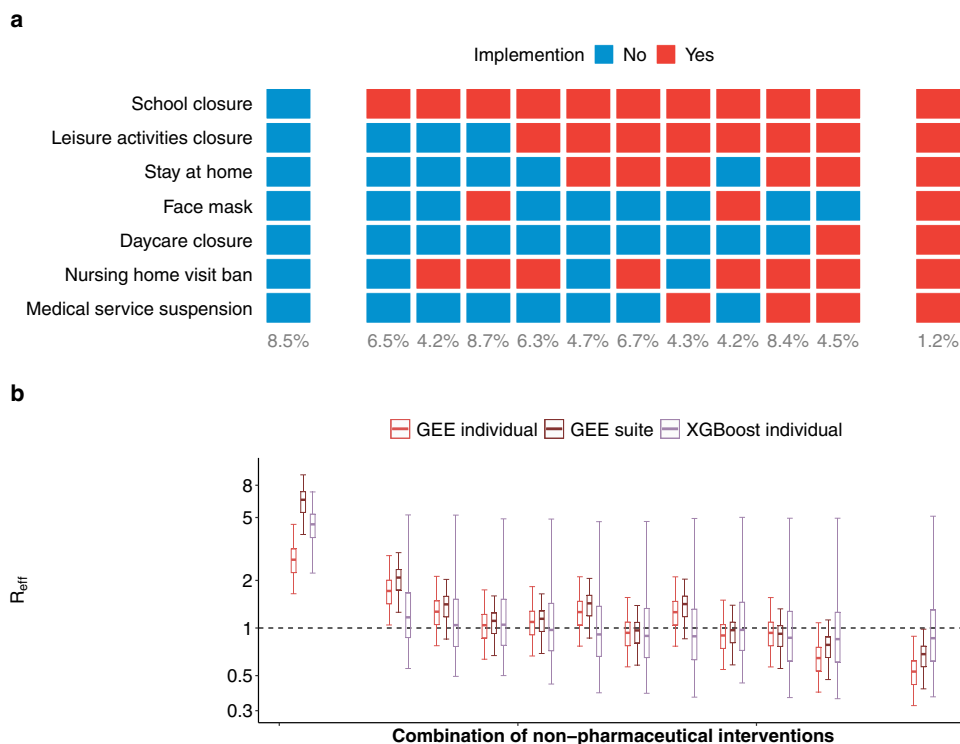 a
Implemention No Yes
School closure
Leisure activities closure
Stay at home
Face mask
Daycare closure
Nursing home visit ban
Medical service suspension
8.5% 6.5% 4.2% 8.7% 6.3% 4.7% 6.7% 4.3% 4.2% 8.4% 4.5% 1.2%
b
GEE individual GEE suite XGBoost individual
8
5
2
1
0.5
0.3
Reff
Combination of non−pharmaceutical interventions